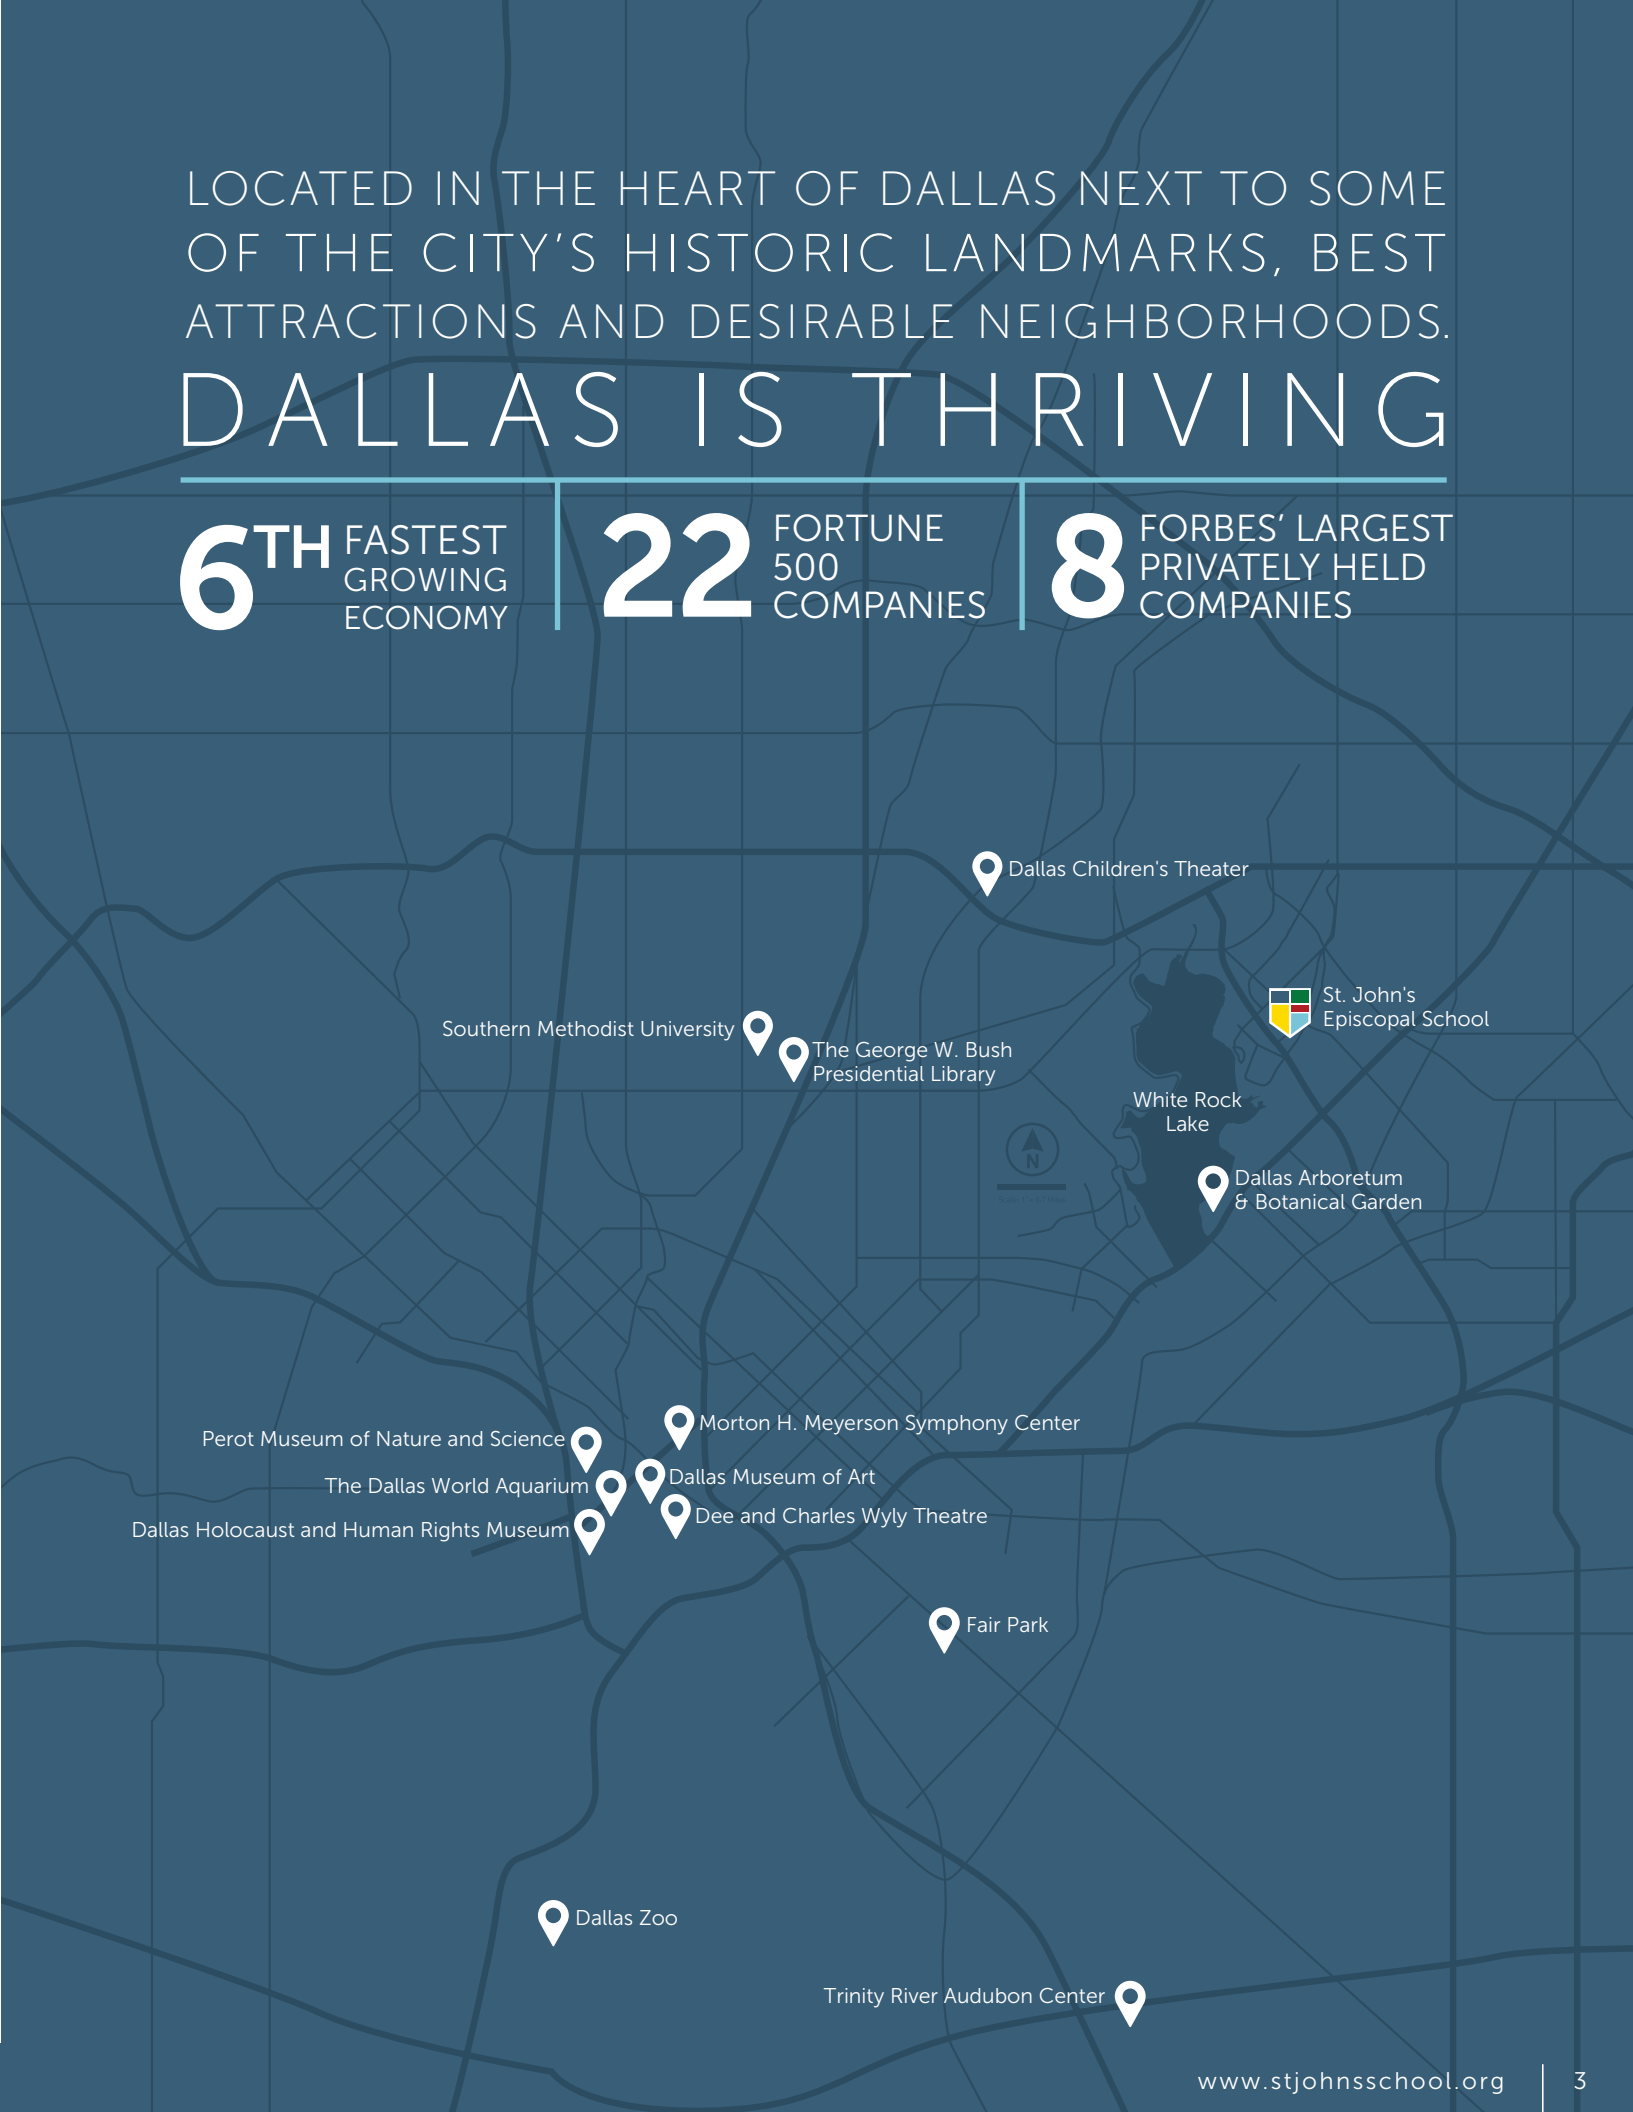 LOCATED IN THE HEART OF DALLAS NEXT TO SOME
OF THE CITY'S HISTORIC LANDMARKS, BEST
ATTRACTIONS AND DESIRABLE NEIGHBORHOODS.
DALLAS IS THRIVING
6TH FASTEST
GROWING
ECONOMY
22 FORTUNE
500
COMPANIES
8 FORBES' LARGEST
PRIVATELY HELD
COMPANIES
Dallas Children's Theater
St. John's
Episcopal School
Southern Methodist University
The George W. Bush
Presidential Library
White Rock
Lake
N
Dallas Arboretum
& Botanical Garden
Morton H. Meyerson Symphony Center
Perot Museum of Nature and Science
Dallas Museum of Art
The Dallas World Aquarium
Dee and Charles Wyly Theatre
Dallas Holocaust and Human Rights Museum
Fair Park
Dallas Zoo
Trinity River Audubon Center
www.stjohnsschool.org
3